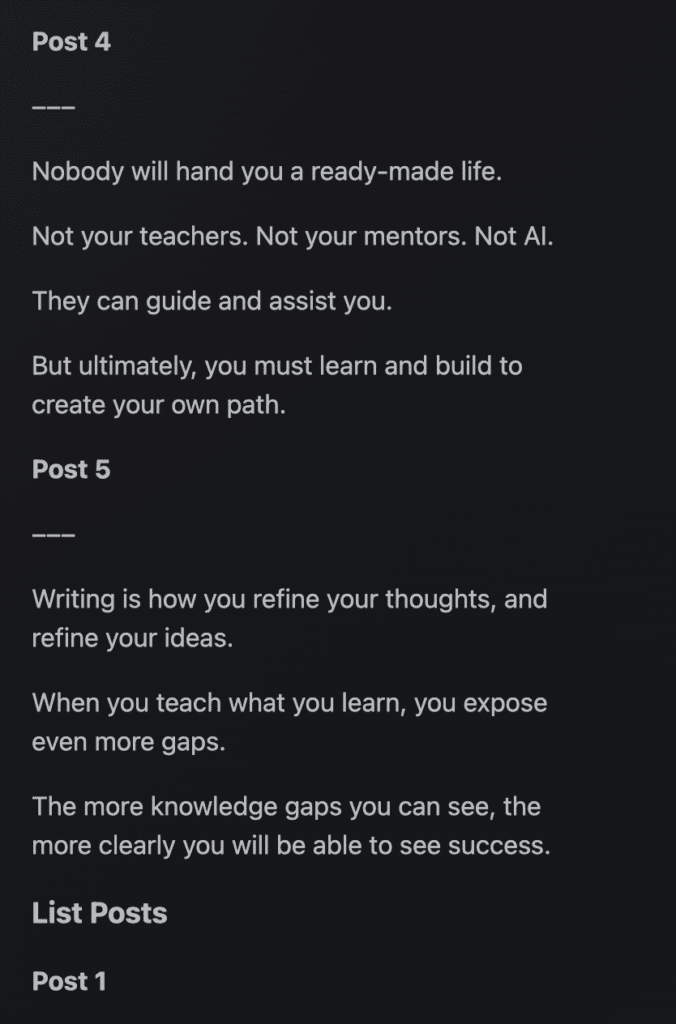 Post 4
———
Nobody will hand you a ready-made life.
Not your teachers. Not your mentors. Not AI.
They can guide and assist you.
But ultimately, you must learn and build to
create your own path.
Post 5
———
Writing is how you refine your thoughts, and
refine your ideas.
When you teach what you learn, you expose
even more gaps.
The more knowledge gaps you can see, the
more clearly you will be able to see success.
List Posts
Post 1